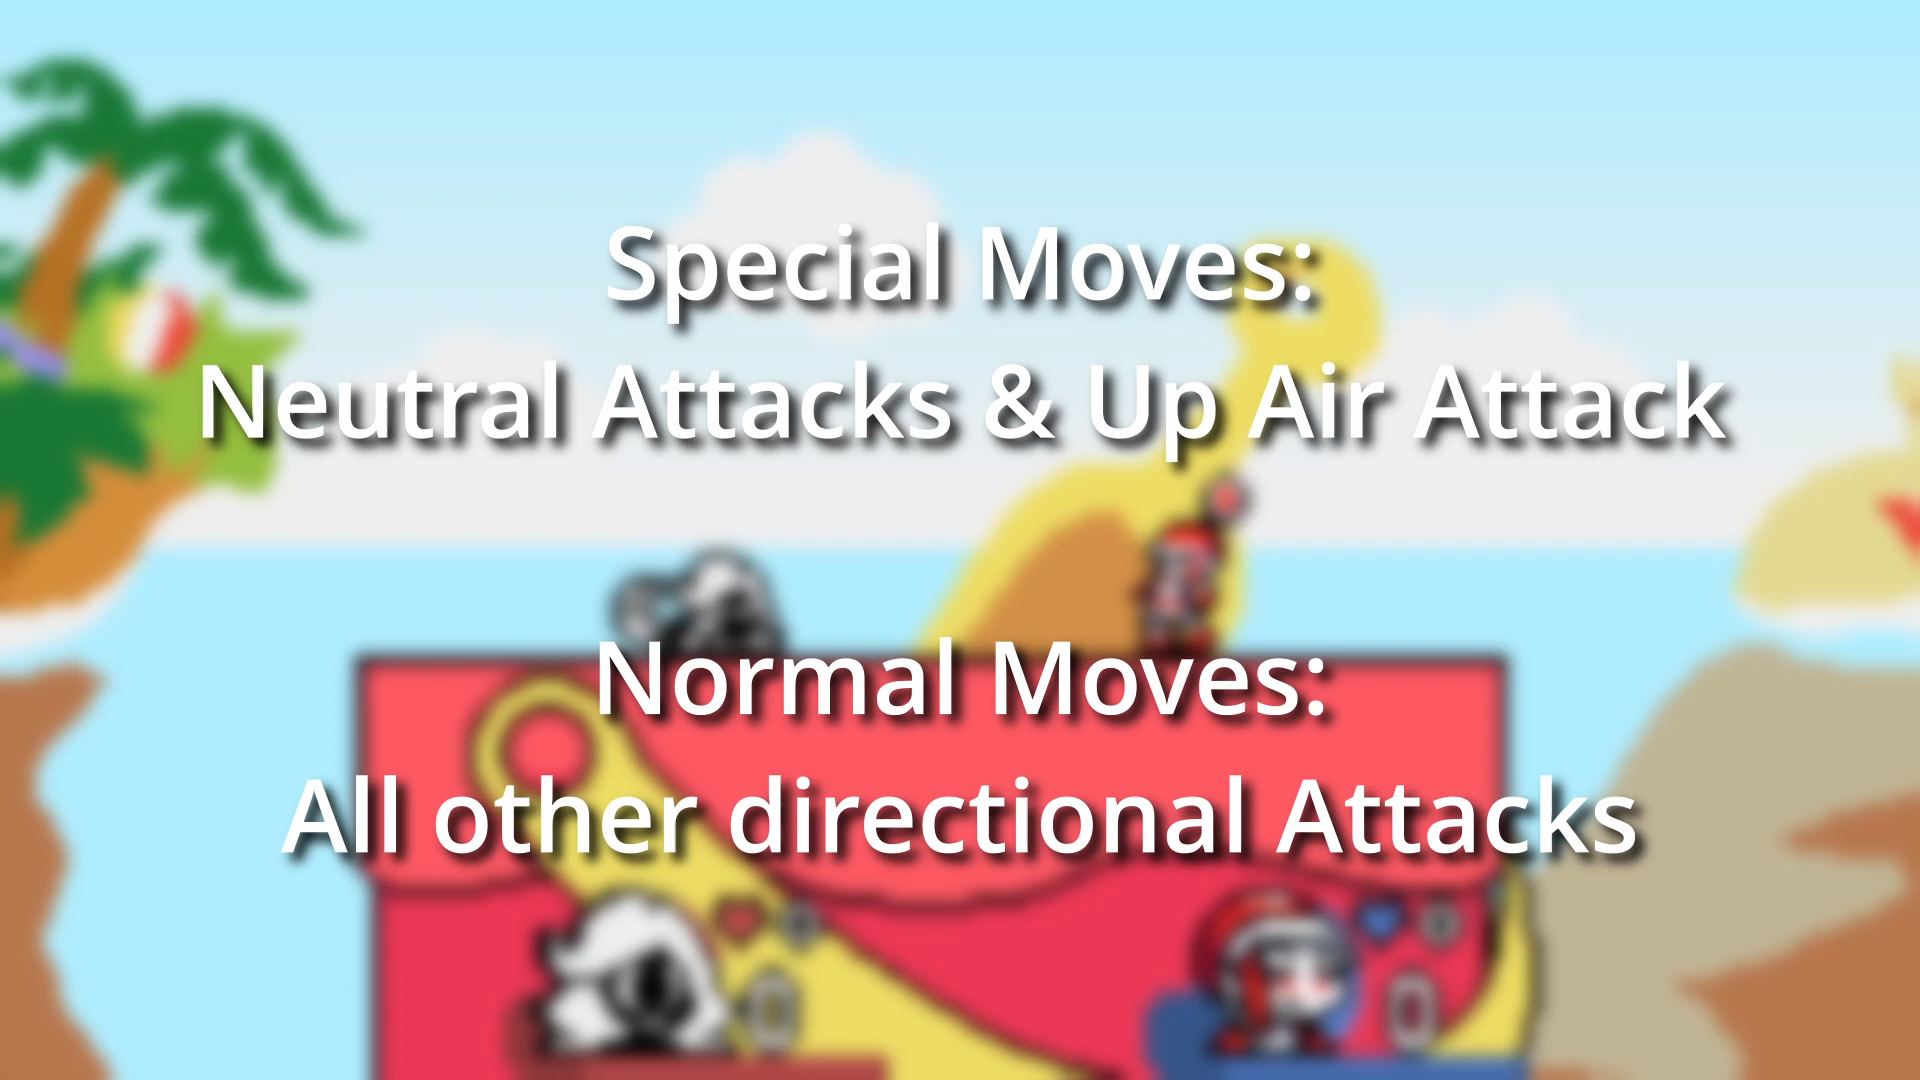 Special Moves:
Neutral Attacks & Up Air Attack
Normal Moves:
All other directional Attacks